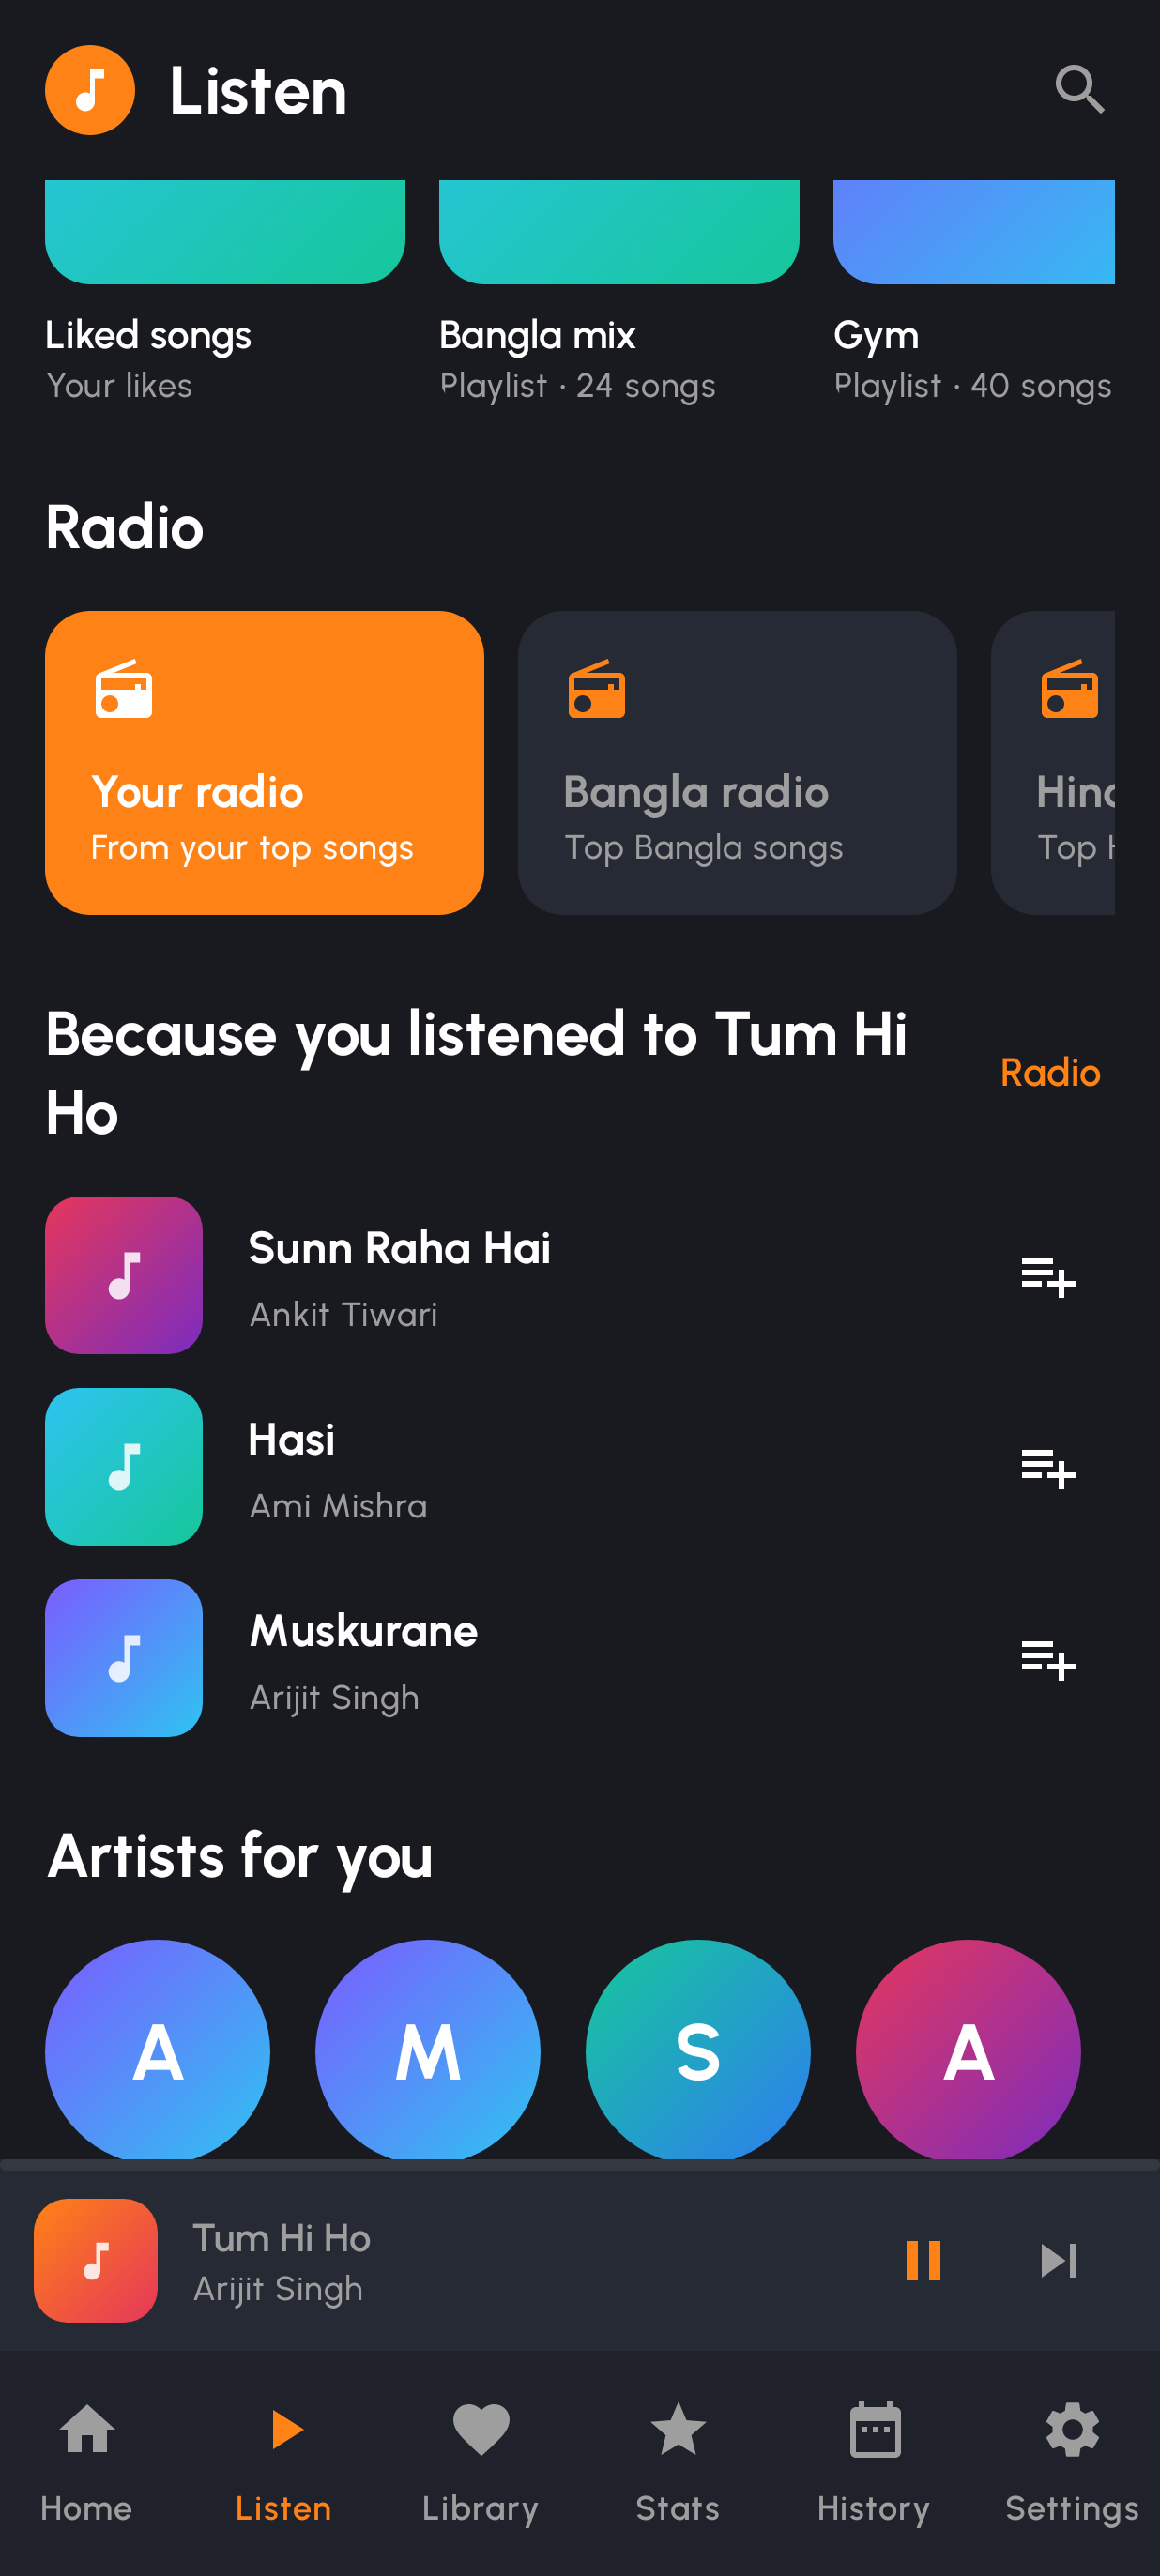 Listen
Liked songs
Your likes
Bangla mix
Playlist · 24 songs
Gym
Playlist · 40 songs
Radio
Your radio
From your top songs
Bangla radio
Top Bangla songs
Top
Because you listened to Tum Hi
Ho
Radio
Sunn Raha Hai
Ankit Tiwari
Hasi
Ami Mishra
Muskurane
Arijit Singh
Artists for you
A
M
S
A
Tum Hi Ho
Arijit Singh
Home
Listen
Library
Stats
History
Settings